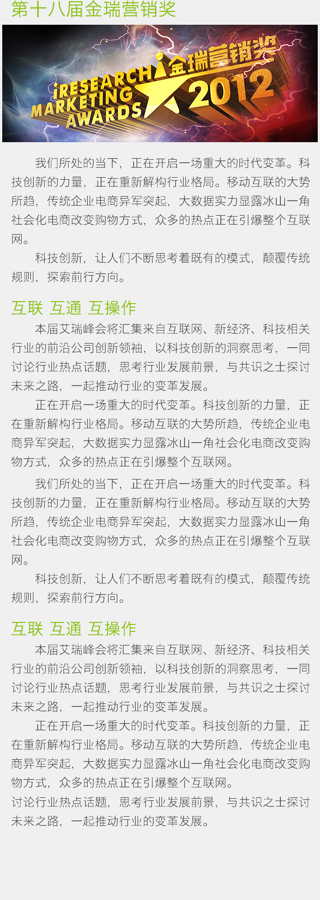 第十八届金瑞营销奖
iRESEARCH 金瑞营销奖
MARKETING 2012
AWARDS
我们所处的当下，正在开启一场重大的时代变革。科
技创新的力量，正在重新解构行业格局。移动互联的大势
所趋，传统企业电商异军突起，大数据实力显露冰山一角
社会化电商改变购物方式，众多的热点正在引爆整个互联
网。
科技创新，让人们不断思考着既有的模式，颠覆传统
规则，探索前行方向。
互联 互通 互操作
本届艾瑞峰会将汇集来自互联网、新经济、科技相关
行业的前沿公司创新领袖，以科技创新的洞察思考，一同
讨论行业热点话题，思考行业发展前景，与共识之士探讨
未来之路，一起推动行业的变革发展。
正在开启一场重大的时代变革。科技创新的力量，正
在重新解构行业格局。移动互联的大势所趋，传统企业电
商异军突起，大数据实力显露冰山一角社会化电商改变购
物方式，众多的热点正在引爆整个互联网。
我们所处的当下，正在开启一场重大的时代变革。科
技创新的力量，正在重新解构行业格局。移动互联的大势
所趋，传统企业电商异军突起，大数据实力显露冰山一角
社会化电商改变购物方式，众多的热点正在引爆整个互联
网。
科技创新，让人们不断思考着既有的模式，颠覆传统
规则，探索前行方向。
互联 互通 互操作
本届艾瑞峰会将汇集来自互联网、新经济、科技相关
行业的前沿公司创新领袖，以科技创新的洞察思考，一同
讨论行业热点话题，思考行业发展前景，与共识之士探讨
未来之路，一起推动行业的变革发展。
正在开启一场重大的时代变革。科技创新的力量，正
在重新解构行业格局。移动互联的大势所趋，传统企业电
商异军突起，大数据实力显露冰山一角社会化电商改变购
物方式，众多的热点正在引爆整个互联网。
讨论行业热点话题，思考行业发展前景，与共识之士探讨
未来之路，一起推动行业的变革发展。